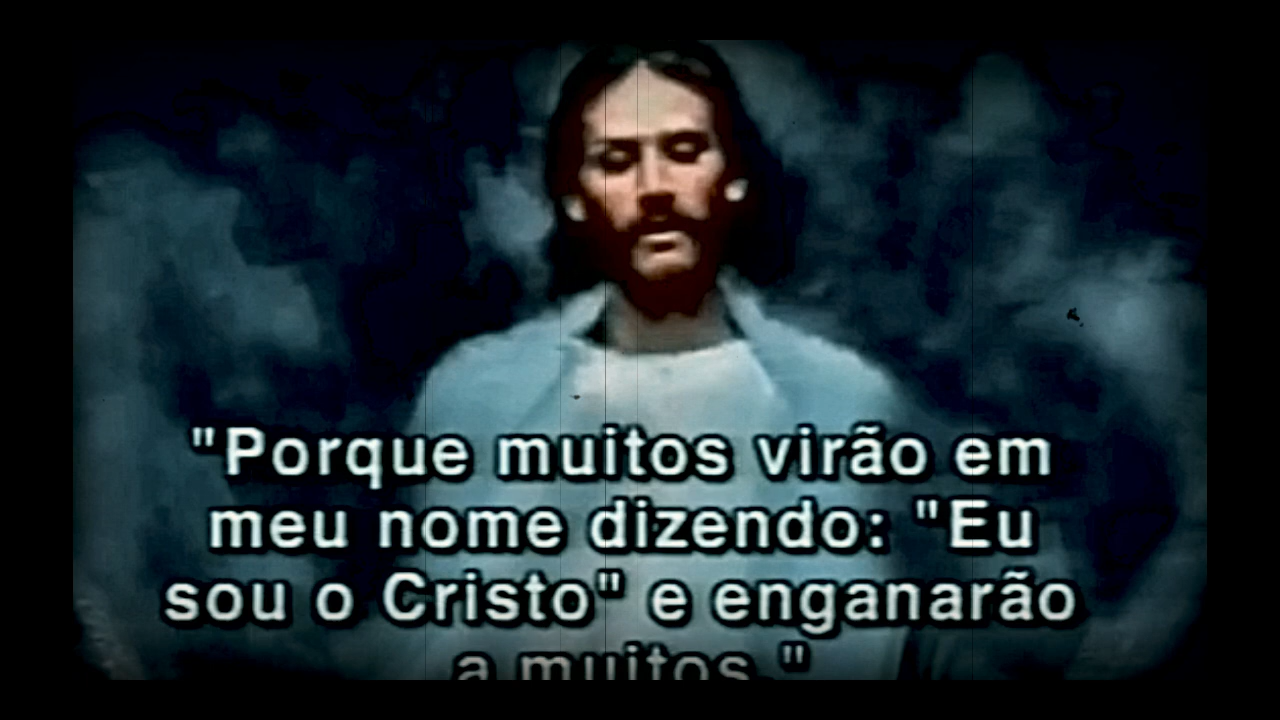 "Porque muitos virão em
meu nome dizendo: "Eu
sou o Cristo" e enganarão
a muitos."